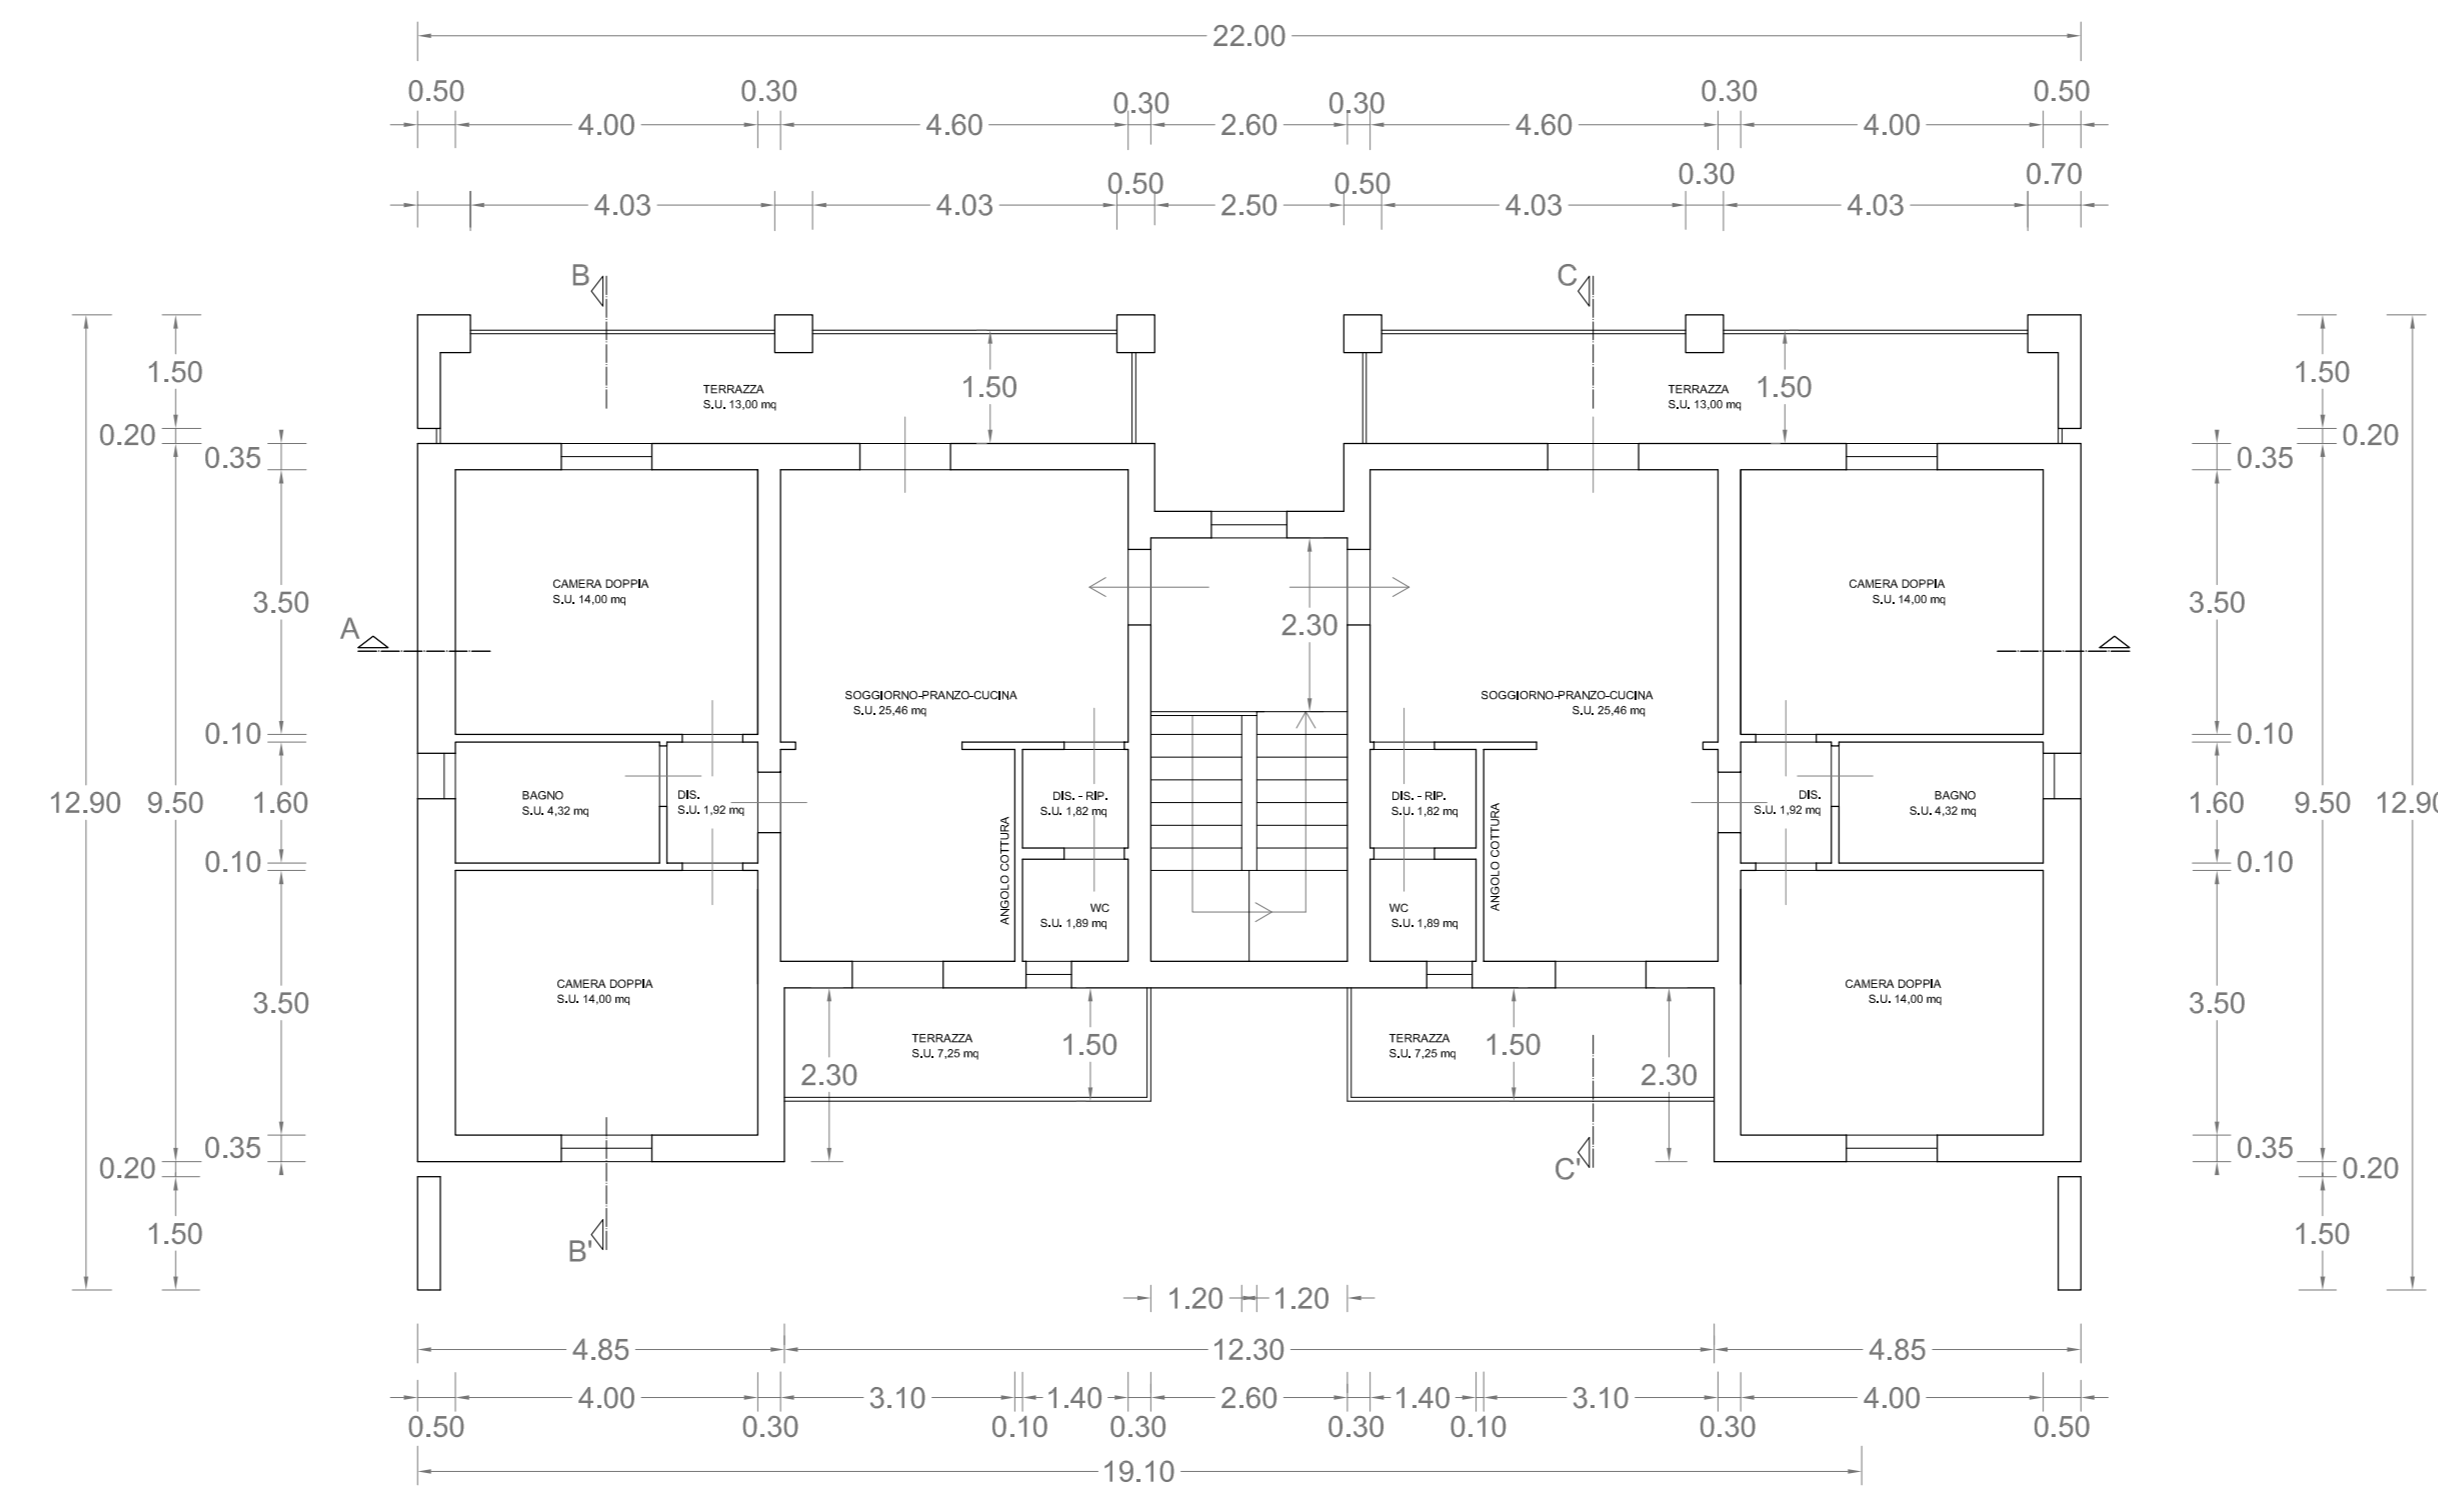 22.00
0.50 0.30 0.30 0.30 0.30 0.50
4.00 4.60 2.60 4.60 4.00
0.50 0.50 0.30 0.70
4.03 4.03 2.50 4.03 4.03
B C
1.50 1.50
TERRAZZA
S.U. 13,00 mq
1.50
TERRAZZA
S.U. 13,00 mq
1.50
0.20 0.20
0.35 0.35
CAMERA DOPPIA
S.U. 14,00 mq
CAMERA DOPPIA
S.U. 14,00 mq
3.50 3.50
A
2.30
SOGGIORNO-PRANZO-CUCINA
S.U. 25,46 mq
SOGGIORNO-PRANZO-CUCINA
S.U. 25,46 mq
0.10 0.10
12.90 9.50 1.60
BAGNO
S.U. 4,32 mq
DIS.
S.U. 1,92 mq
ANGOLO COTTURA
DIS. - RIP.
S.U. 1,82 mq
DIS. - RIP.
S.U. 1,82 mq
ANGOLO COTTURA
DIS.
S.U. 1,92 mq
BAGNO
S.U. 4,32 mq
1.60 9.50 12.90
0.10 0.10
WC
S.U. 1,89 mq
WC
S.U. 1,89 mq
CAMERA DOPPIA
S.U. 14,00 mq
CAMERA DOPPIA
S.U. 14,00 mq
3.50 3.50
TERRAZZA
S.U. 7,25 mq
1.50
TERRAZZA
S.U. 7,25 mq
1.50
2.30 2.30
0.35 0.35
0.20 0.20
C'
1.50 1.50
B'
1.20 1.20
4.85 12.30 4.85
4.00 3.10 1.40 2.60 1.40 3.10 4.00
0.50 0.30 0.10 0.30 0.30 0.10 0.30 0.50
19.10